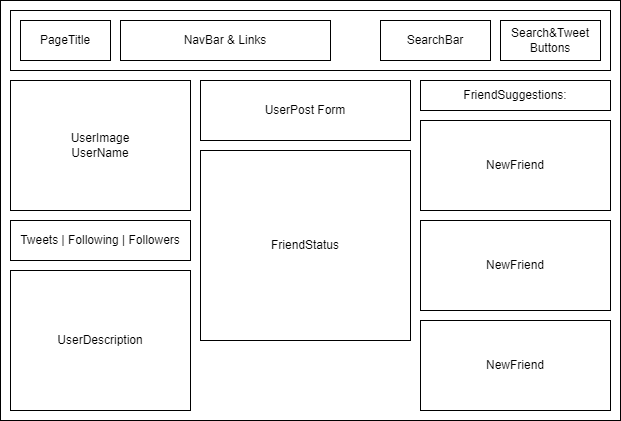 PageTitle
NavBar & Links
SearchBar
Search&Tweet
Buttons
UserImage
UserName
Tweets | Following | Followers
UserDescription
UserPost Form
FriendStatus
FriendSuggestions:
NewFriend
NewFriend
NewFriend